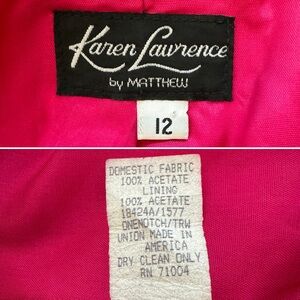 Karen Lawrence
by MATTHEW
12
DOMESTIC FABRIC
100% ACETATE
LINING
100% ACETATE
18424A/1577
ONENOTCH/TRW
UNION MADE IN
AMERICA
DRY CLEAN ONLY
RN 71004